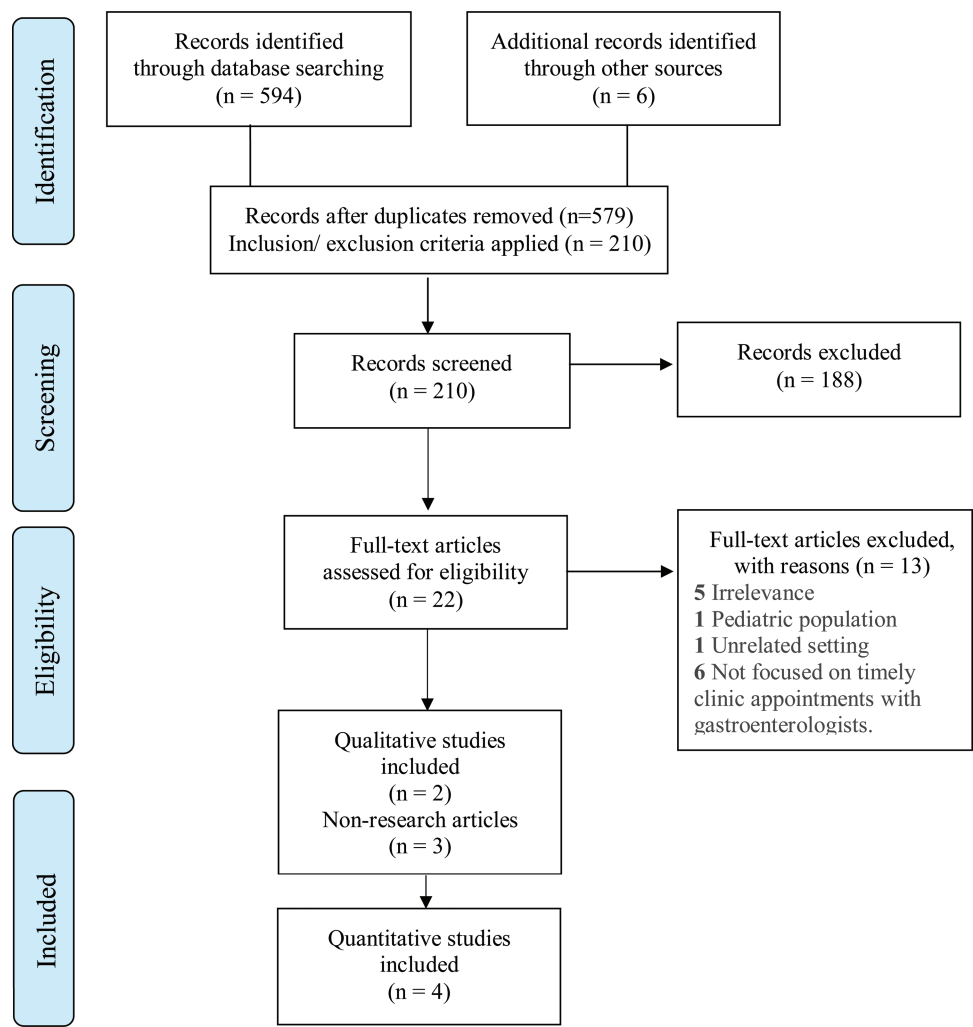 Identification
Records identified
through database searching
(n = 594)
Additional records identified
through other sources
(n = 6)
Records after duplicates removed (n=579)
Inclusion/ exclusion criteria applied (n = 210)
Screening
Records screened
(n = 210)
Records excluded
(n = 188)
Eligibility
Full-text articles
assessed for eligibility
(n = 22)
Full-text articles excluded,
with reasons (n = 13)
5 Irrelevance
1 Pediatric population
1 Unrelated setting
6 Not focused on timely
clinic appointments with
gastroenterologists.
Qualitative studies
included
(n = 2)
Non-research articles
(n = 3)
Included
Quantitative studies
included
(n = 4)